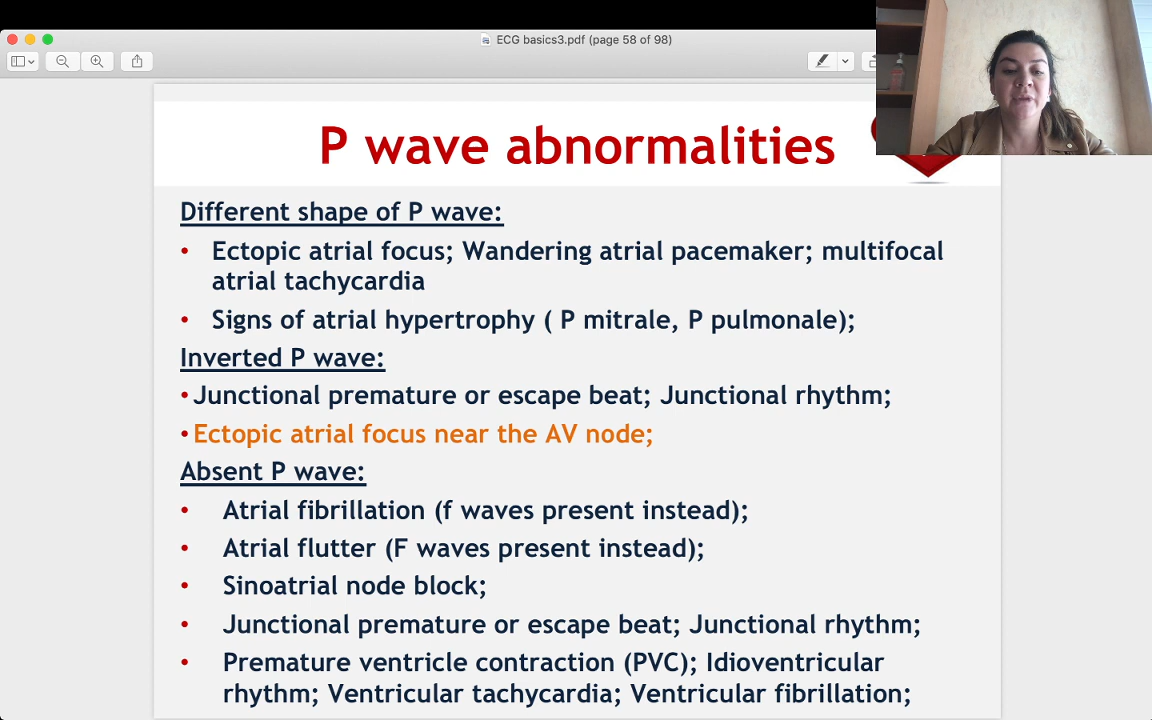 ECG basics3.pdf (page 58 of 98)
P wave abnormalities
Different shape of P wave:
• Ectopic atrial focus; Wandering atrial pacemaker; multifocal
atrial tachycardia
• Signs of atrial hypertrophy ( P mitrale, P pulmonale);
Inverted P wave:
•Junctional premature or escape beat; Junctional rhythm;
•Ectopic atrial focus near the AV node;
Absent P wave:
• Atrial fibrillation (f waves present instead);
• Atrial flutter (F waves present instead);
• Sinoatrial node block;
• Junctional premature or escape beat; Junctional rhythm;
• Premature ventricle contraction (PVC); Idioventricular
rhythm; Ventricular tachycardia; Ventricular fibrillation;